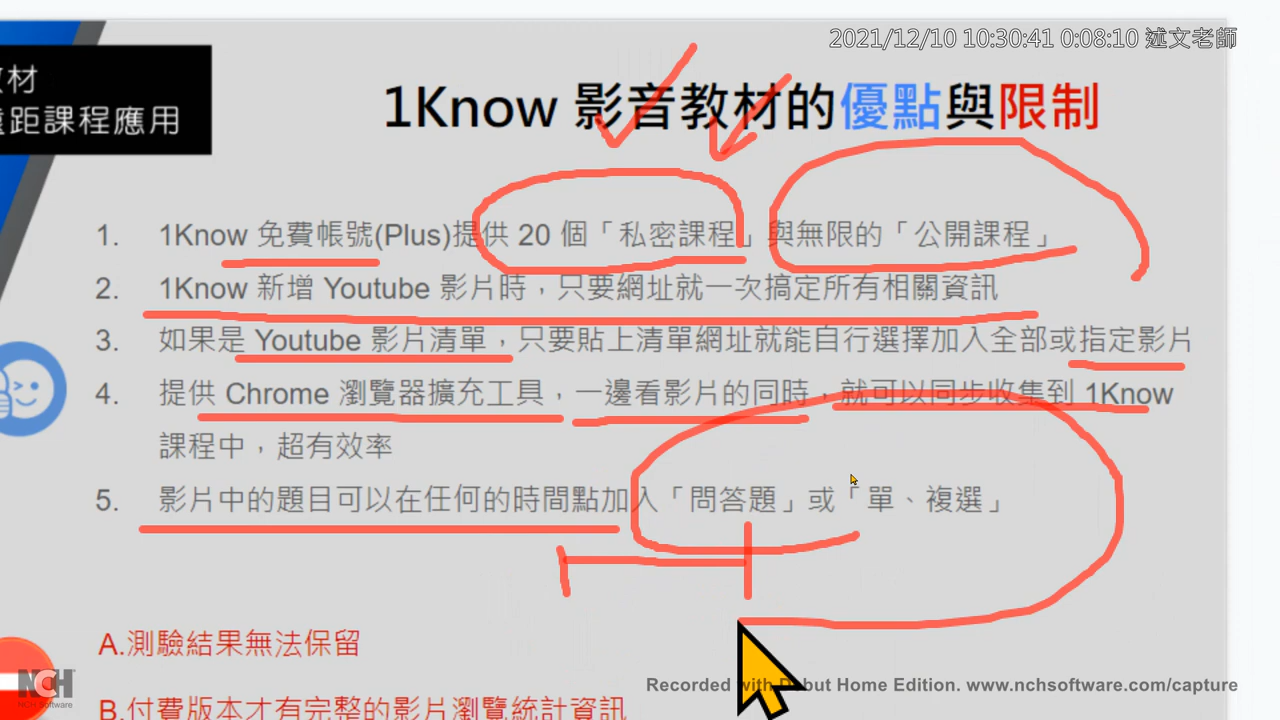 2021/12/10 10:30:41 0:08:10 述文老師
教材
遠距課程應用
1Know 影音教材的優點與限制
1. 1Know 免費帳號(Plus)提供 20 個「私密課程」與無限的「公開課程」
2. 1Know 新增 Youtube 影片時，只要網址就一次搞定所有相關資訊
3. 如果是 Youtube 影片清單，只要貼上清單網址就能自行選擇加入全部或指定影片
4. 提供 Chrome 瀏覽器擴充工具，一邊看影片的同時，就可以同步收集到 1Know
課程中，超有效率
5. 影片中的題目可以在任何的時間點加入「問答題」或「單、複選」
A.測驗結果無法保留
B.付費版本才有完整的影片瀏覽統計資訊
NCH
NCH Software
Recorded with Debut Home Edition. www.nchsoftware.com/capture